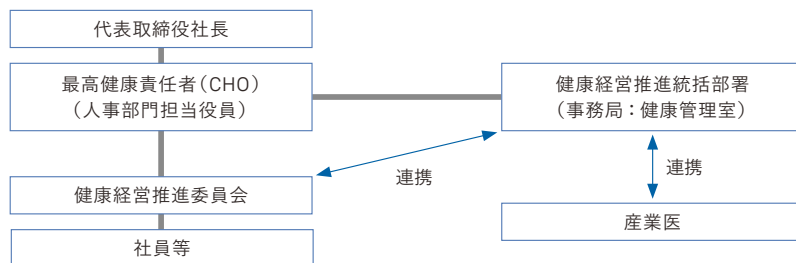 代表取締役社長
最高健康責任者（CHO）
（人事部門担当役員）
健康経営推進統括部署
（事務局：健康管理室）
連携
連携
健康経営推進委員会
産業医
社員等